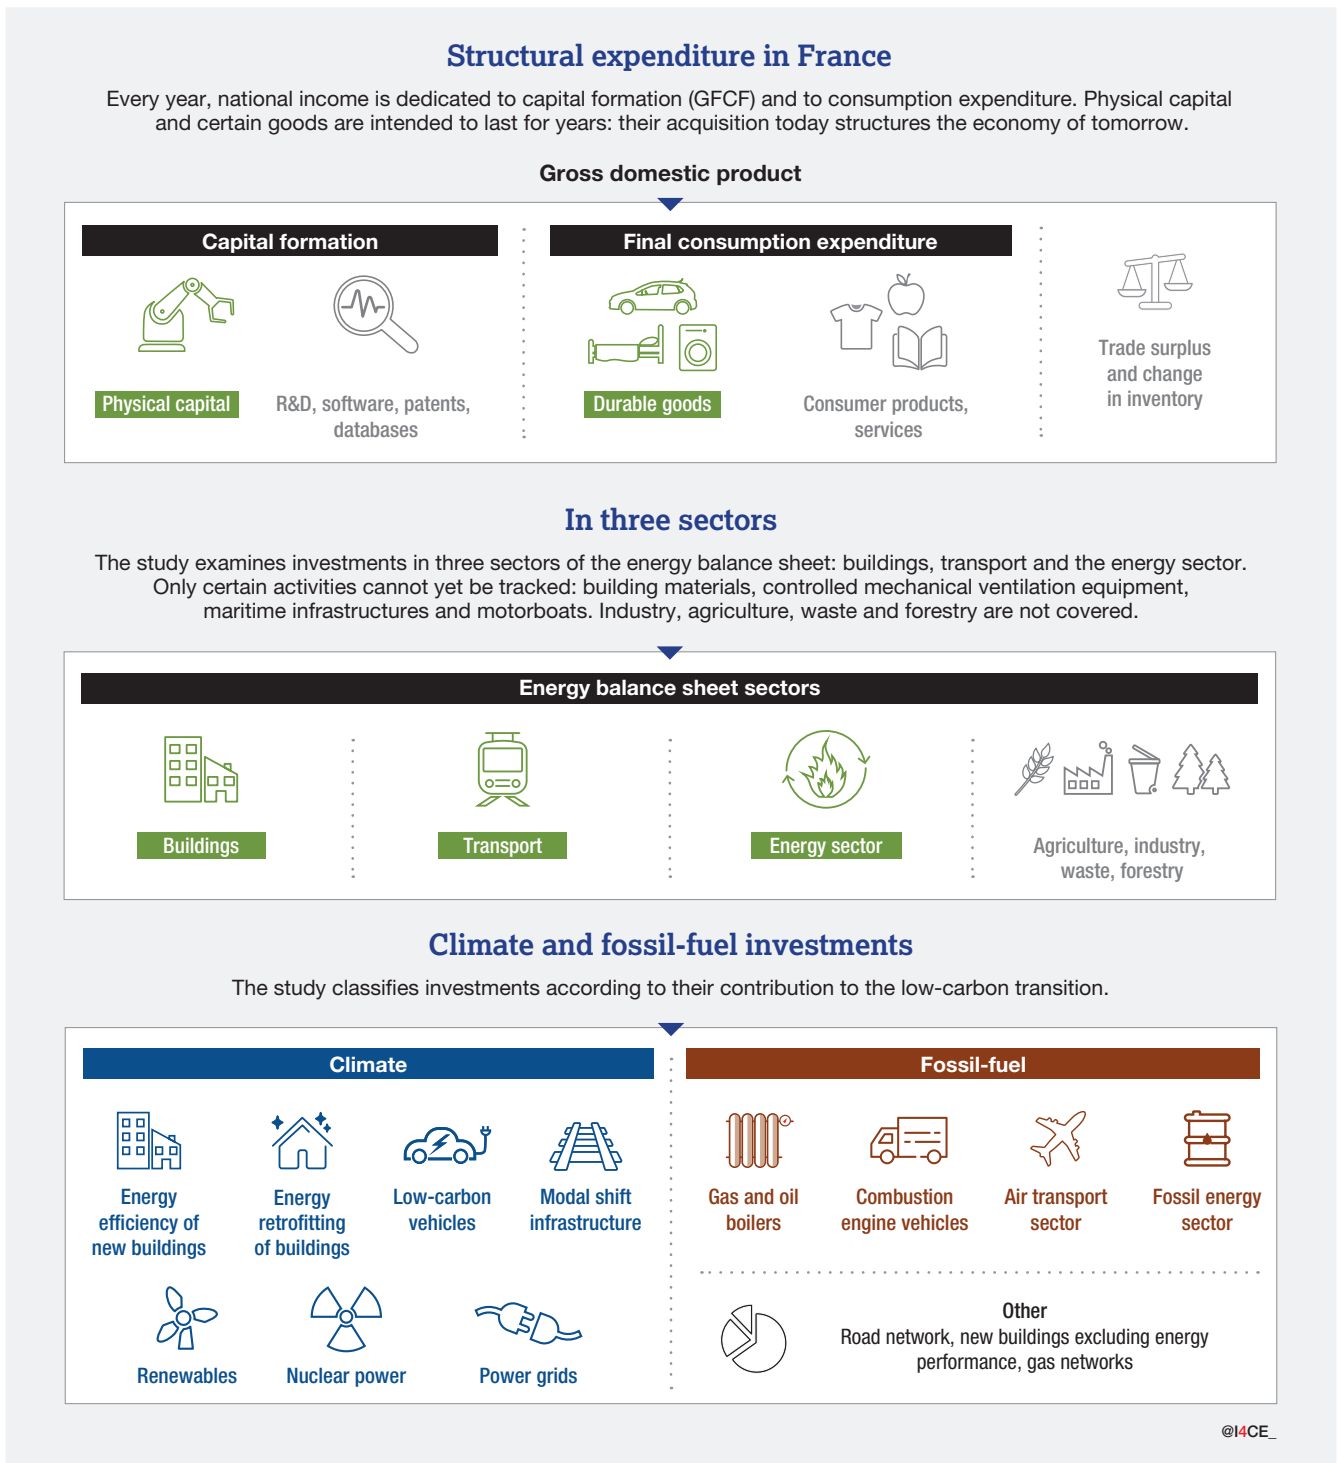 Structural expenditure in France
Every year, national income is dedicated to capital formation (GFCF) and to consumption expenditure. Physical capital
and certain goods are intended to last for years: their acquisition today structures the economy of tomorrow.
Gross domestic product
Capital formation
Final consumption expenditure
Physical capital
R&D, software, patents,
databases
Durable goods
Consumer products,
services
Trade surplus
and change
in inventory
In three sectors
The study examines investments in three sectors of the energy balance sheet: buildings, transport and the energy sector.
Only certain activities cannot yet be tracked: building materials, controlled mechanical ventilation equipment,
maritime infrastructures and motorboats. Industry, agriculture, waste and forestry are not covered.
Energy balance sheet sectors
Buildings
Transport
Energy sector
Agriculture, industry,
waste, forestry
Climate and fossil-fuel investments
The study classifies investments according to their contribution to the low-carbon transition.
Climate
Energy
efficiency of
new buildings
Energy
retrofitting
of buildings
Low-carbon
vehicles
Modal shift
infrastructure
Renewables
Nuclear power
Power grids
Fossil-fuel
Gas and oil
boilers
Combustion
engine vehicles
Air transport
sector
Fossil energy
sector
Other
Road network, new buildings excluding energy
performance, gas networks
@I4CE_